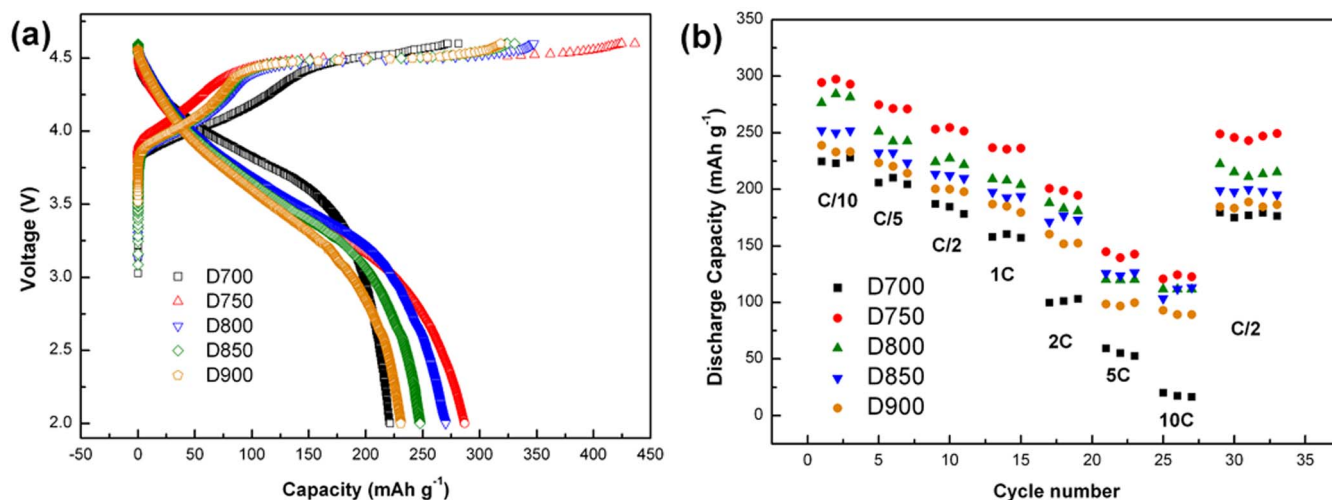 (a)
Voltage (V)
4.5
4.0
3.5
3.0
2.5
2.0
D700
D750
D800
D850
D900
-50 0 50 100 150 200 250 300 350 400 450
Capacity (mAh g⁻¹)
(b)
Discharge Capacity (mAh g⁻¹)
350
300
250
200
150
100
50
0
C/10
C/5
C/2
1C
2C
5C
10C
C/2
D700
D750
D800
D850
D900
0 5 10 15 20 25 30 35
Cycle number